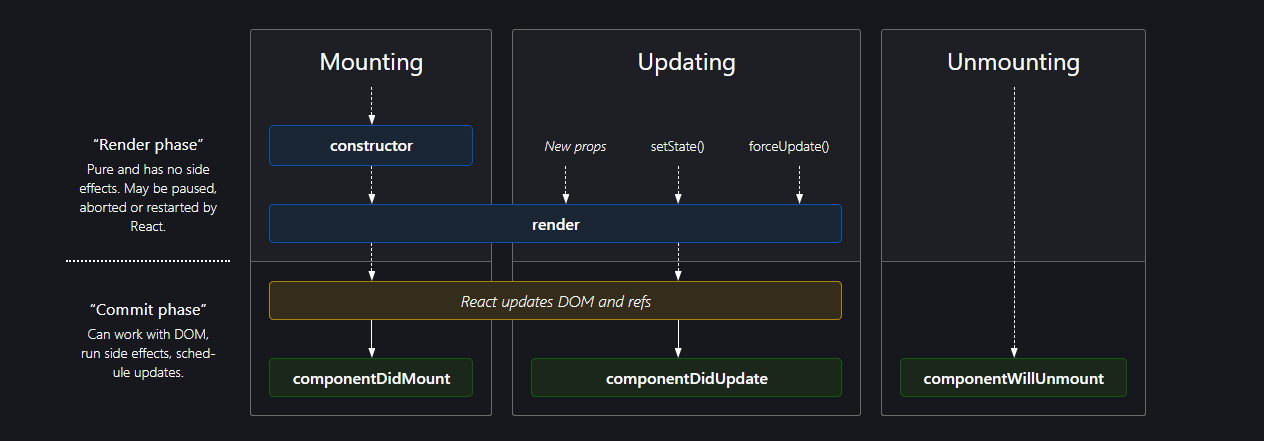 Mounting
Updating
Unmounting
“Render phase”
Pure and has no side
effects. May be paused,
aborted or restarted by
React.
constructor
New props
setState()
forceUpdate()
render
“Commit phase”
Can work with DOM,
run side effects, sched-
ule updates.
React updates DOM and refs
componentDidMount
componentDidUpdate
componentWillUnmount